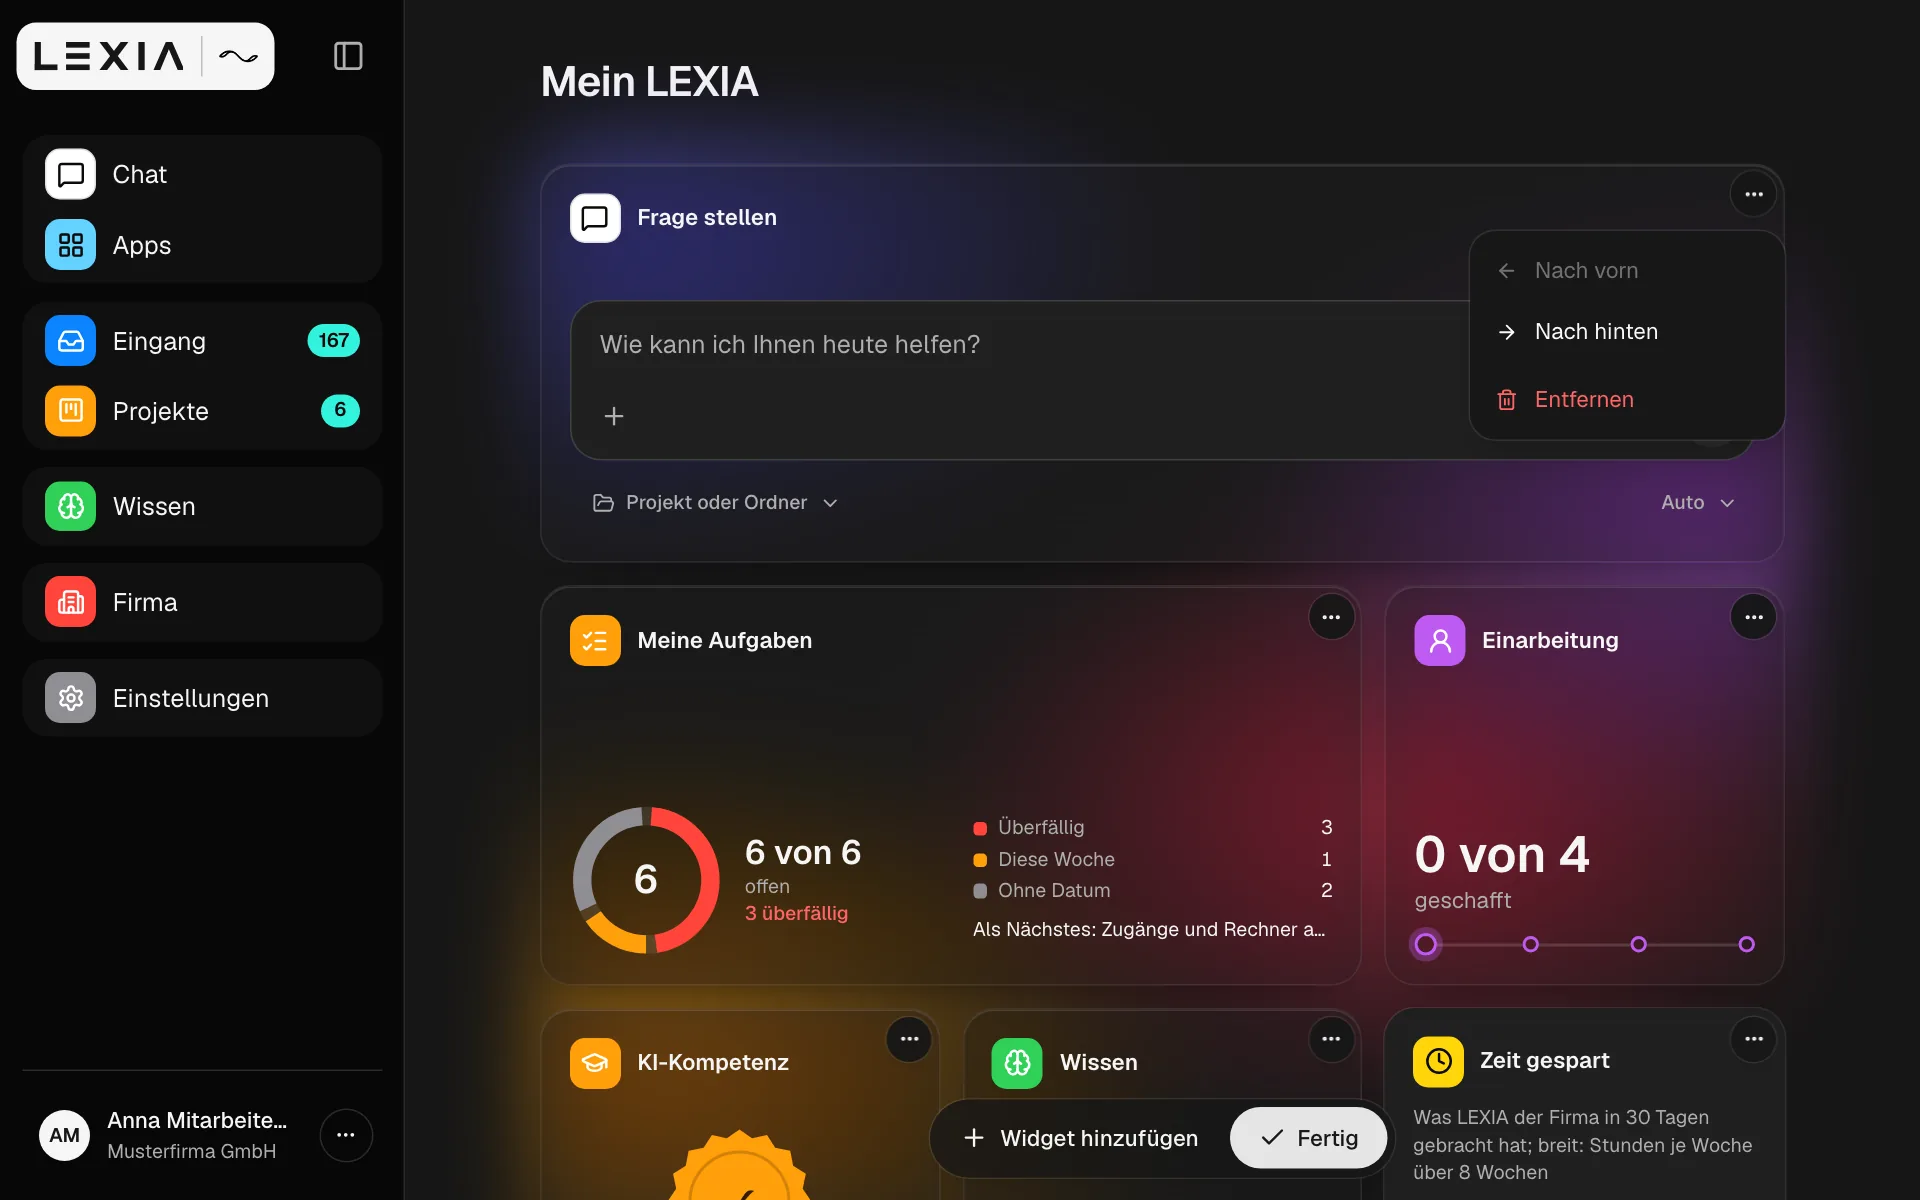 LEXIA
Chat
Apps
Eingang 167
Projekte 6
Wissen
Firma
Einstellungen
AM
Anna Mitarbeite...
Musterfirma GmbH
Mein LEXIA
Frage stellen
Wie kann ich Ihnen heute helfen?
Projekt oder Ordner
Auto
Nach vorn
Nach hinten
Entfernen
Meine Aufgaben
6
6 von 6
offen
3 überfällig
Überfällig 3
Diese Woche 1
Ohne Datum 2
Als Nächstes: Zugänge und Rechner a...
Einarbeitung
0 von 4
geschafft
KI-Kompetenz
Wissen
Zeit gespart
Was LEXIA der Firma in 30 Tagen
gebracht hat; breit: Stunden je Woche
über 8 Wochen
Widget hinzufügen
Fertig